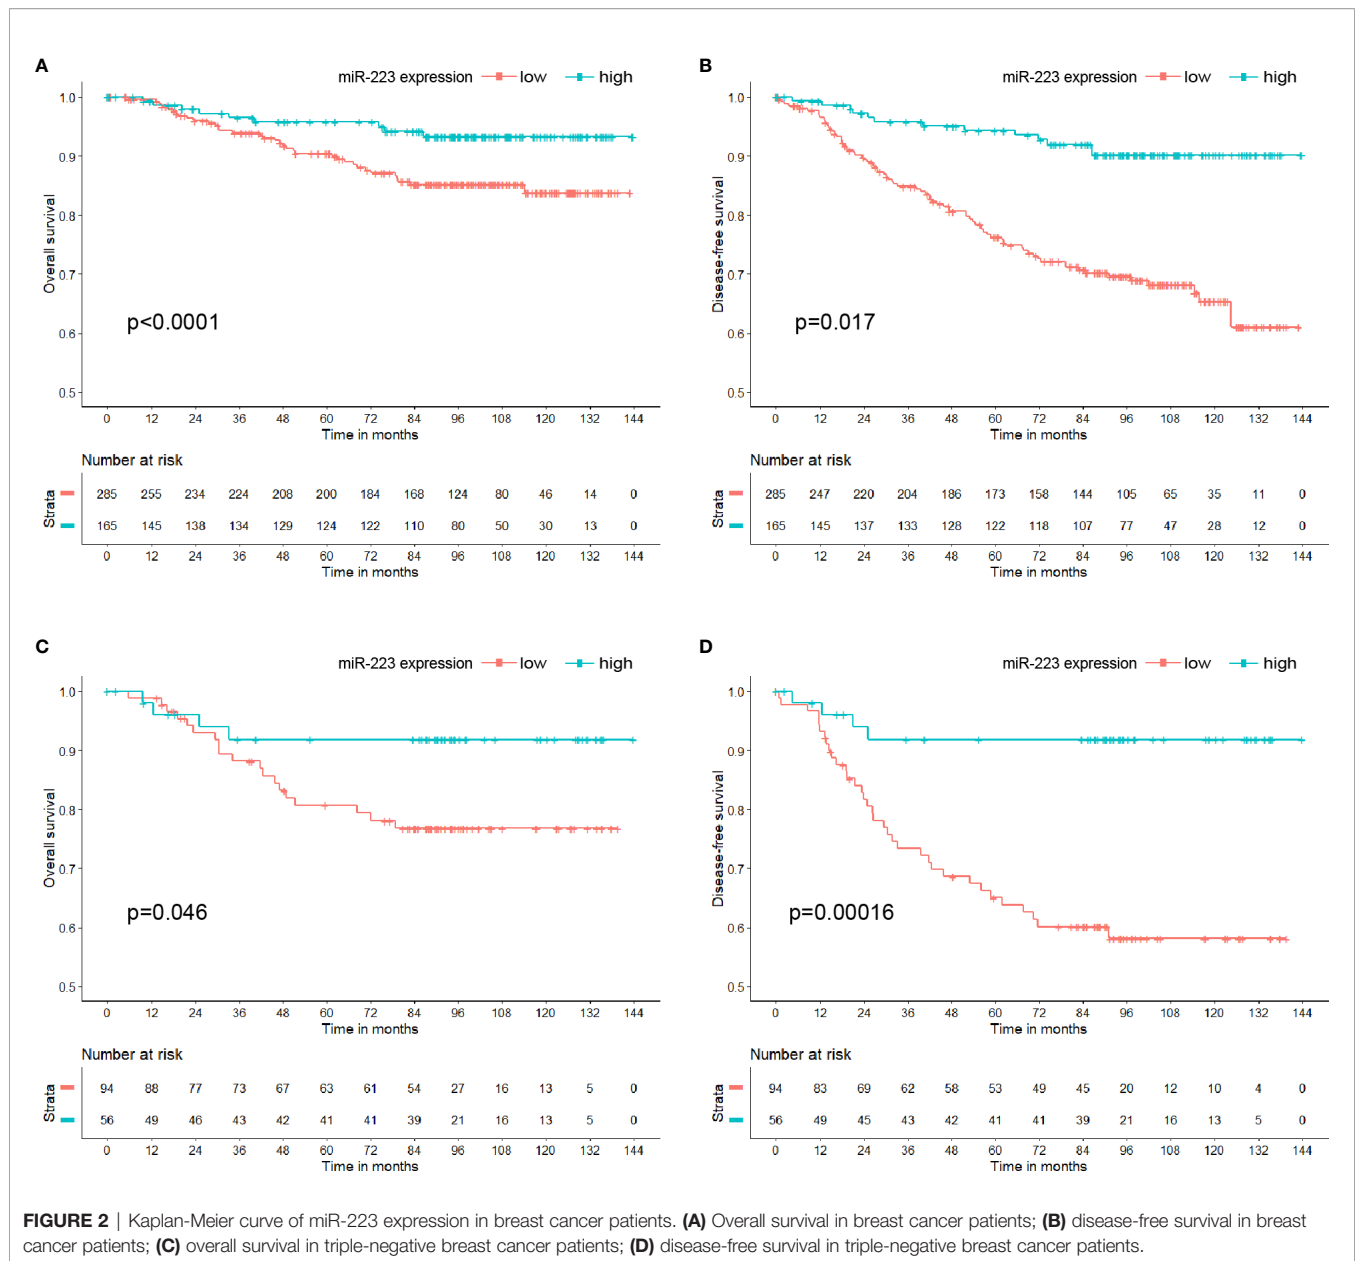 A
miR-223 expression low high
1.0
0.9
0.8
0.7
0.6
0.5
Overall survival
p<0.0001
0 12 24 36 48 60 72 84 96 108 120 132 144
Time in months
Number at risk
Strata
285 255 234 224 208 200 184 168 124 80 46 14 0
165 145 138 134 129 124 122 110 80 50 30 13 0
0 12 24 36 48 60 72 84 96 108 120 132 144
Time in months
B
miR-223 expression low high
1.0
0.9
0.8
0.7
0.6
0.5
Disease-free survival
p=0.017
0 12 24 36 48 60 72 84 96 108 120 132 144
Time in months
Number at risk
Strata
285 247 220 204 186 173 158 144 105 65 35 11 0
165 145 137 133 128 122 118 107 77 47 28 12 0
0 12 24 36 48 60 72 84 96 108 120 132 144
Time in months
C
miR-223 expression low high
1.0
0.9
0.8
0.7
0.6
0.5
Overall survival
p=0.046
0 12 24 36 48 60 72 84 96 108 120 132 144
Time in months
Number at risk
Strata
94 88 77 73 67 63 61 54 27 16 13 5 0
56 49 46 43 42 41 41 39 21 16 13 5 0
0 12 24 36 48 60 72 84 96 108 120 132 144
Time in months
D
miR-223 expression low high
1.0
0.9
0.8
0.7
0.6
0.5
Disease-free survival
p=0.00016
0 12 24 36 48 60 72 84 96 108 120 132 144
Time in months
Number at risk
Strata
94 83 69 62 58 53 49 45 20 12 10 4 0
56 49 45 43 42 41 41 39 21 16 13 5 0
0 12 24 36 48 60 72 84 96 108 120 132 144
Time in months
FIGURE 2 | Kaplan-Meier curve of miR-223 expression in breast cancer patients. (A) Overall survival in breast cancer patients; (B) disease-free survival in breast
cancer patients; (C) overall survival in triple-negative breast cancer patients; (D) disease-free survival in triple-negative breast cancer patients.